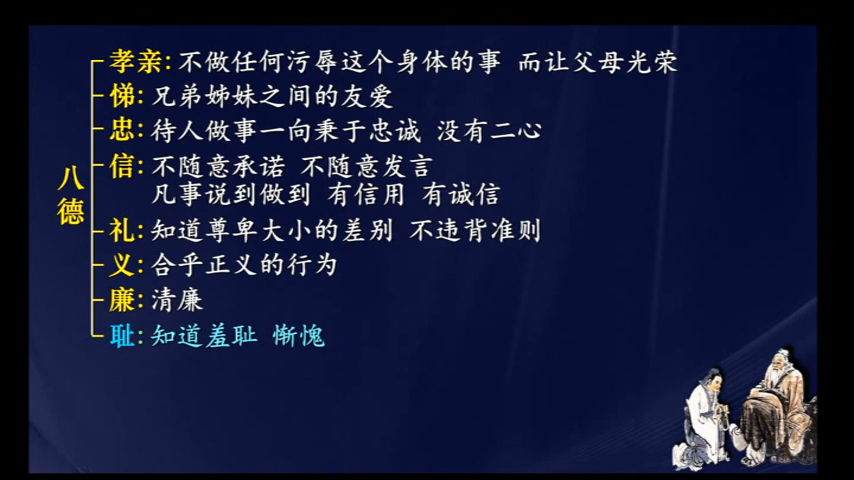 八德
孝亲:不做任何污辱这个身体的事 而让父母光荣
悌:兄弟姊妹之间的友爱
忠:待人做事一向秉于忠诚 没有二心
信:不随意承诺 不随意发言
凡事说到做到 有信用 有诚信
礼:知道尊卑大小的差别 不违背准则
义:合乎正义的行为
廉:清廉
耻:知道羞耻 惭愧